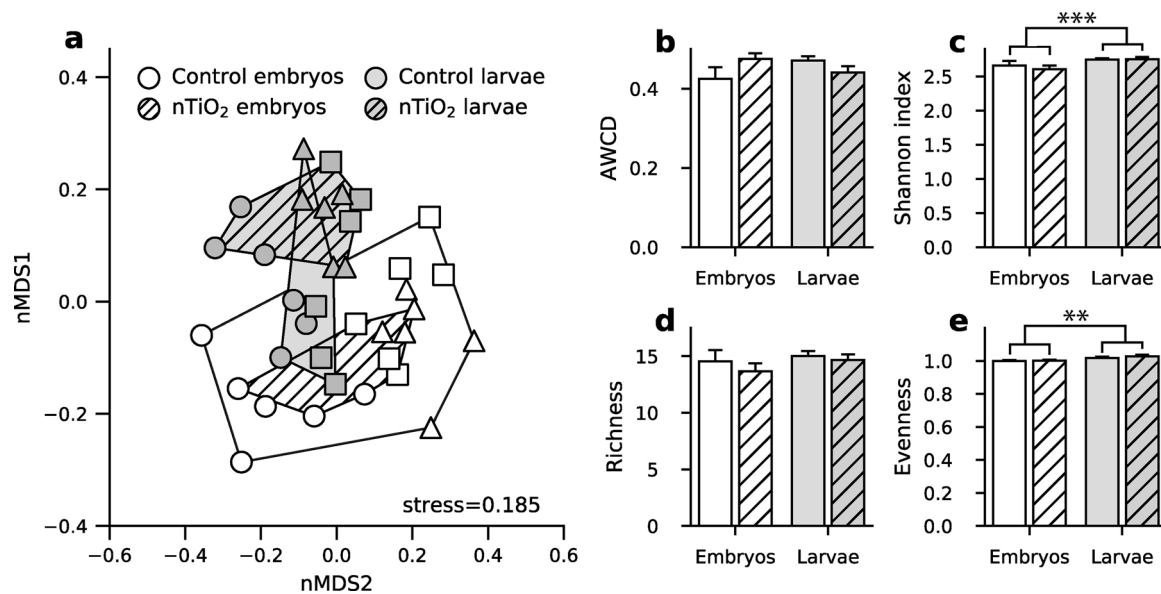 a
Control embryos
Control larvae
nTiO₂ embryos
nTiO₂ larvae
0.4
0.2
0.0
−0.2
−0.4
nMDS1
stress=0.185
−0.6
−0.4
−0.2
0.0
0.2
0.4
0.6
nMDS2
b
AWCD
0.4
0.2
0.0
Embryos
Larvae
c
***
Shannon index
2.5
2.0
1.5
1.0
0.5
0.0
Embryos
Larvae
d
Richness
15
10
5
0
Embryos
Larvae
e
**
Evenness
1.0
0.8
0.6
0.4
0.2
0.0
Embryos
Larvae